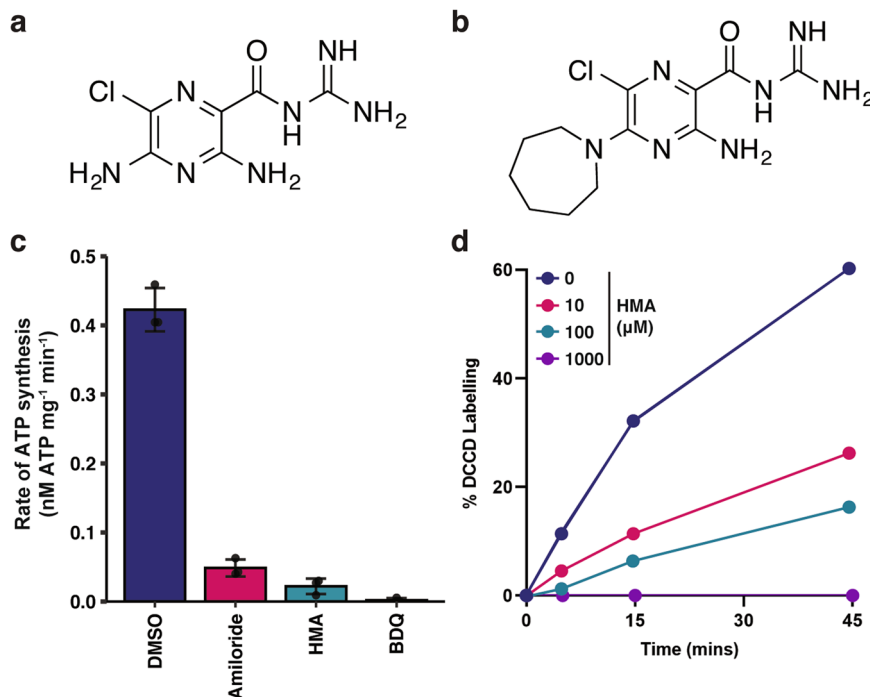 a
O
NH
Cl
N
N
H
NH₂
H₂N
N
NH₂
b
O
NH
Cl
N
N
H
NH₂
N
N
NH₂
c
Rate of ATP synthesis
(nM ATP mg⁻¹ min⁻¹)
0.5
0.4
0.3
0.2
0.1
0.0
DMSO
Amiloride
HMA
BDQ
d
% DCCD Labelling
60
40
20
0
0
10
100
1000
HMA
(µM)
0
15
30
45
Time (mins)